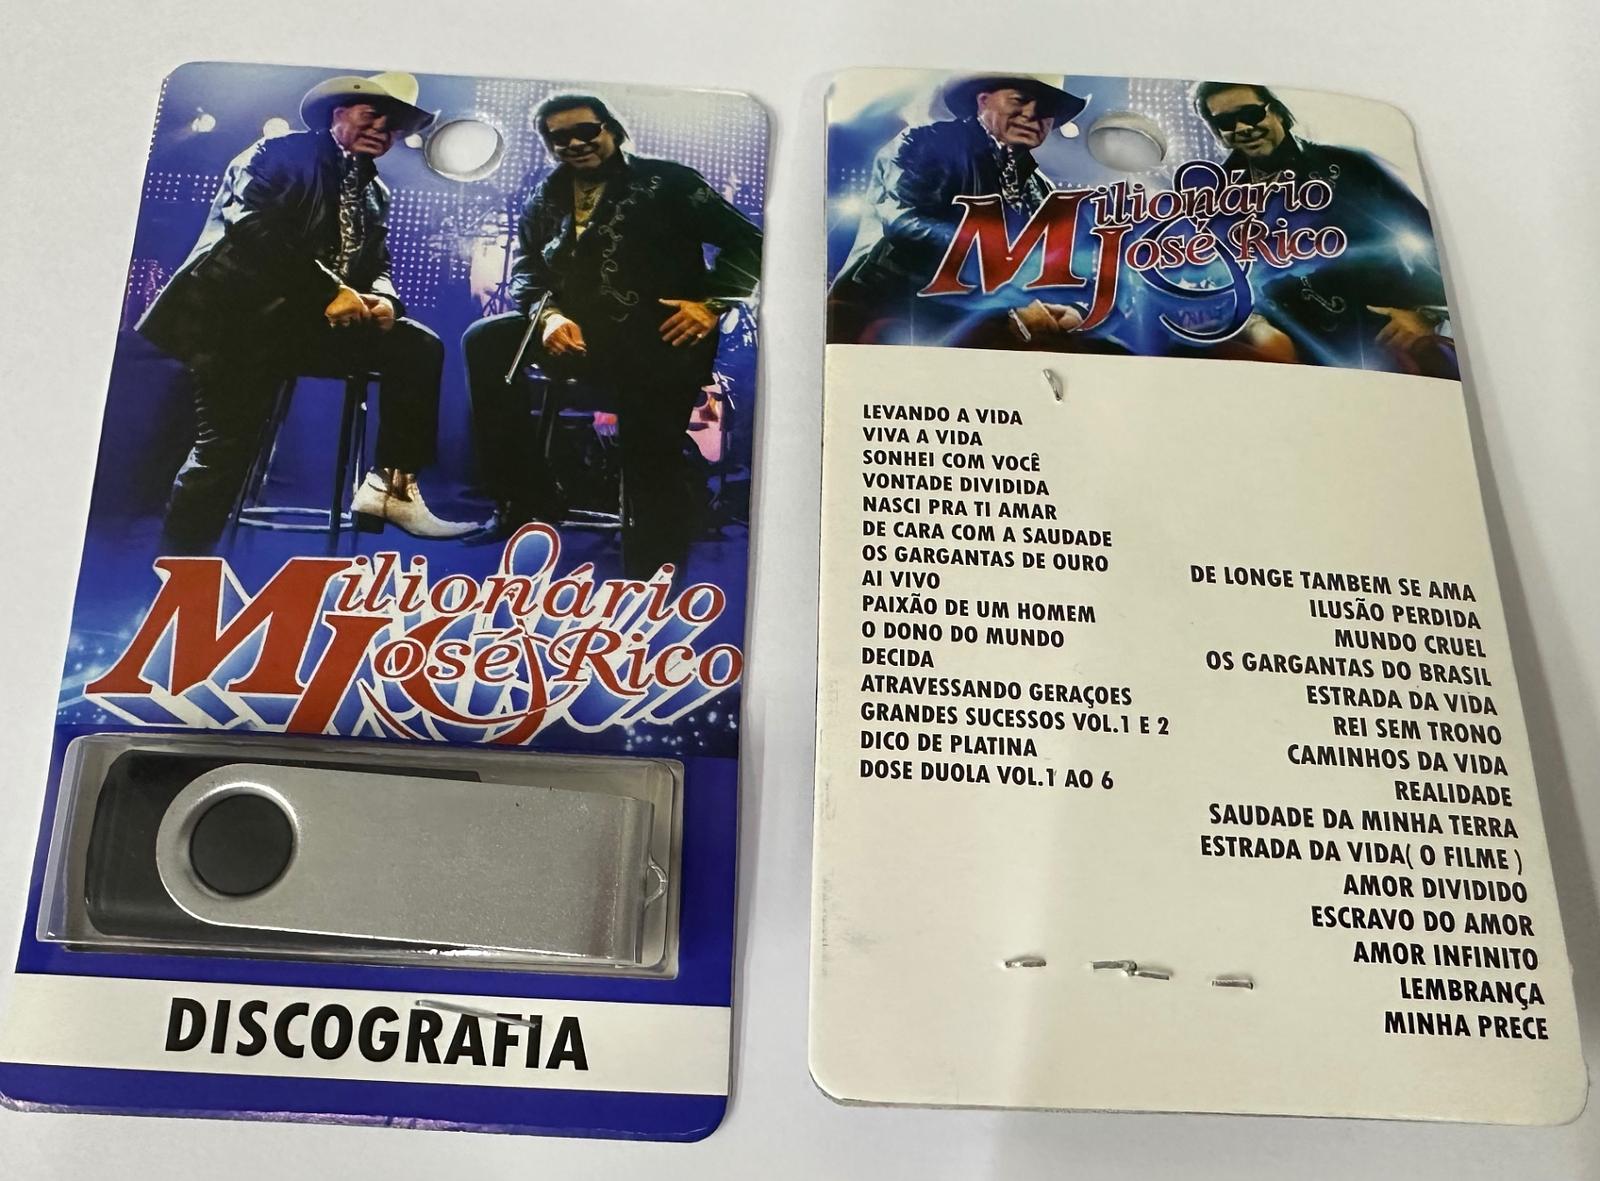 Milionário
José Rico
DISCOGRAFIA
Milionário
José Rico
LEVANDO A VIDA
VIVA A VIDA
SONHEI COM VOCÊ
VONTADE DIVIDIDA
NASCI PRA TI AMAR
DE CARA COM A SAUDADE
OS GARGANTAS DE OURO
AI VIVO
PAIXÃO DE UM HOMEM
O DONO DO MUNDO
DECIDA
ATRAVESSANDO GERAÇOES
GRANDES SUCESSOS VOL.1 E 2
DICO DE PLATINA
DOSE DUOLA VOL.1 AO 6
DE LONGE TAMBEM SE AMA
ILUSÃO PERDIDA
MUNDO CRUEL
OS GARGANTAS DO BRASIL
ESTRADA DA VIDA
REI SEM TRONO
CAMINHOS DA VIDA
REALIDADE
SAUDADE DA MINHA TERRA
ESTRADA DA VIDA( O FILME )
AMOR DIVIDIDO
ESCRAVO DO AMOR
AMOR INFINITO
LEMBRANÇA
MINHA PRECE